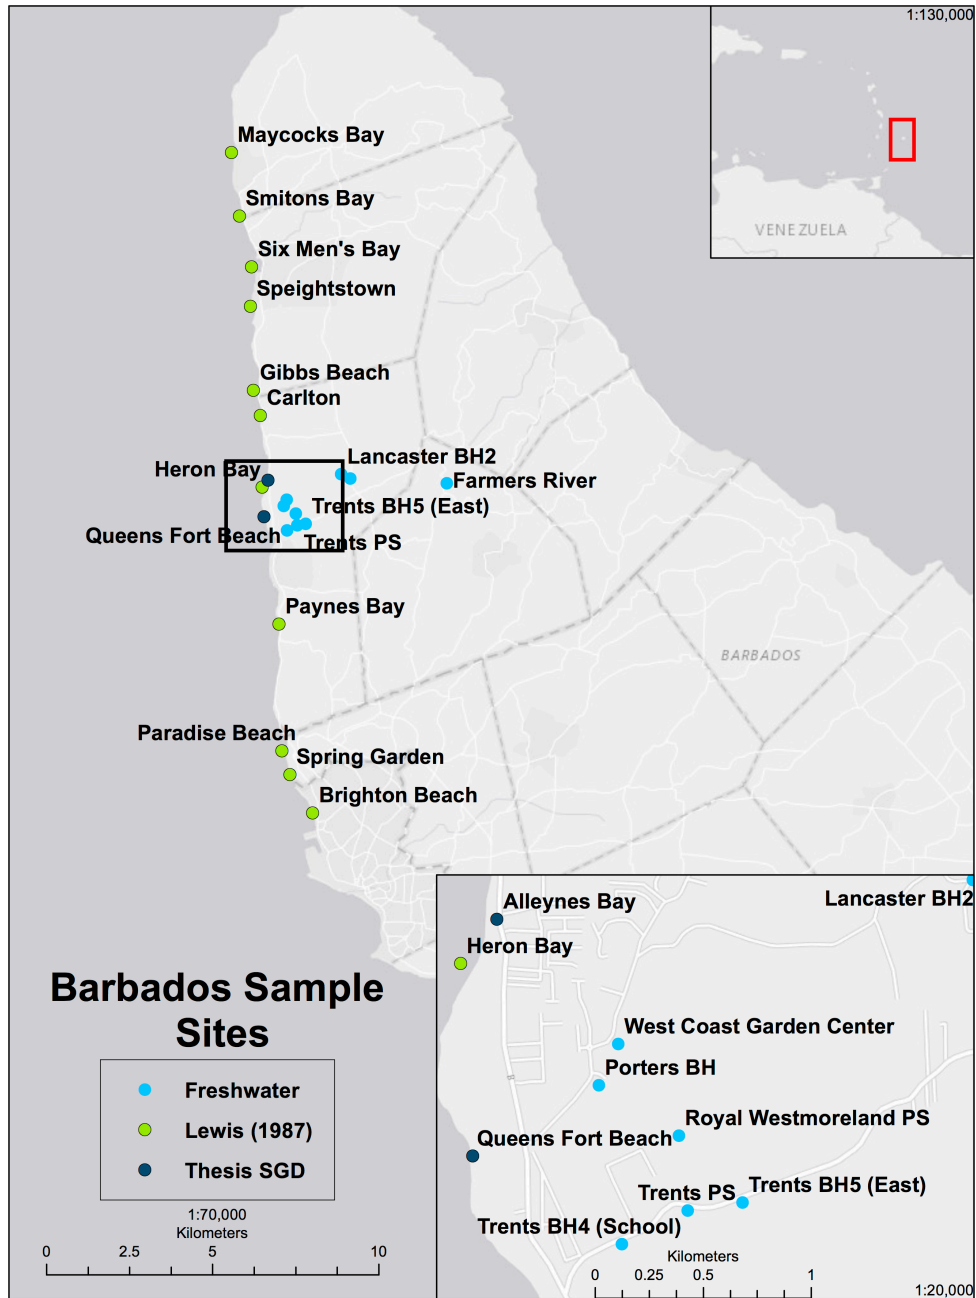 1:130,000
VENEZUELA
Maycocks Bay
Smitons Bay
Six Men's Bay
Speightstown
Gibbs Beach
Carlton
Lancaster BH2
Heron Bay
Farmers River
Trents BH5 (East)
Queens Fort Beach
Trents PS
Paynes Bay
BARBADOS
Paradise Beach
Spring Garden
Brighton Beach
Barbados Sample
Sites
Freshwater
Lewis (1987)
Thesis SGD
1:70,000
Kilometers
0 2.5 5 10
Lancaster BH2
Alleynes Bay
Heron Bay
West Coast Garden Center
Porters BH
Royal Westmoreland PS
Queens Fort Beach
Trents BH5 (East)
Trents PS
Trents BH4 (School)
Kilometers
0 0.25 0.5 1
1:20,000